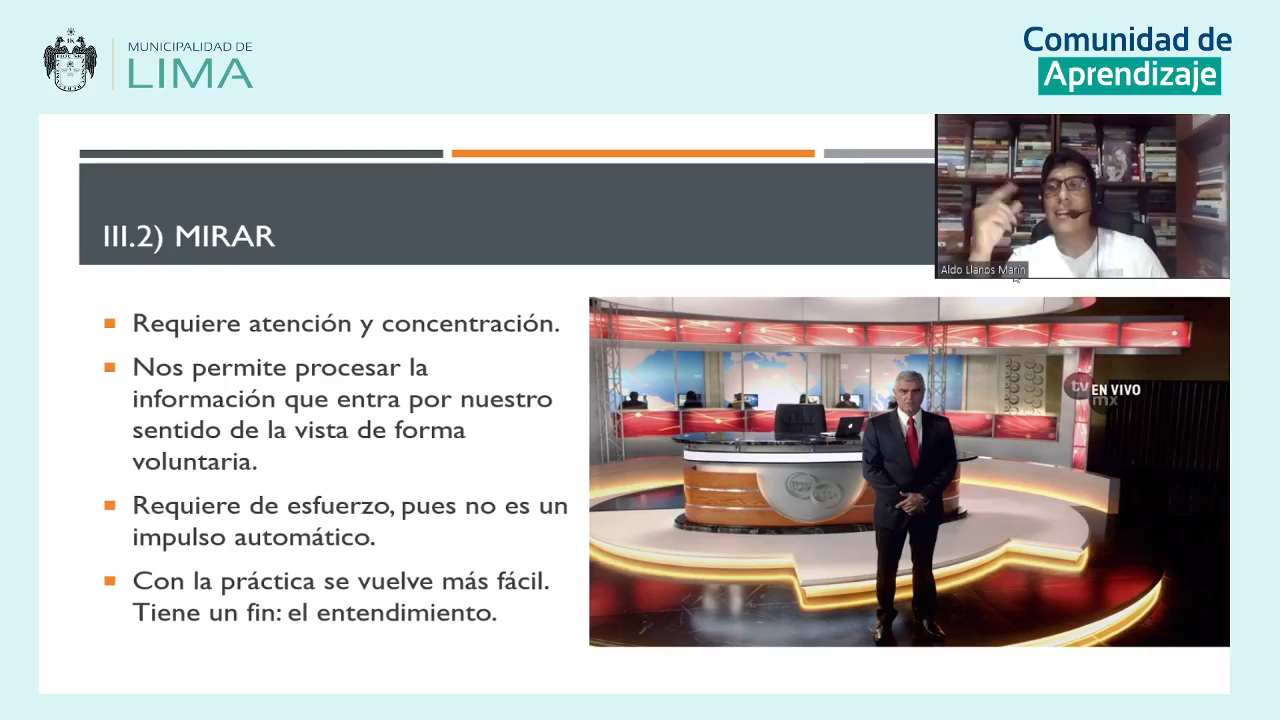 MUNICIPALIDAD DE
LIMA
Comunidad de
Aprendizaje
III.2) MIRAR
Aldo Llanos Marin
Requiere atención y concentración.
Nos permite procesar la
información que entra por nuestro
sentido de la vista de forma
voluntaria.
Requiere de esfuerzo, pues no es un
impulso automático.
Con la práctica se vuelve más fácil.
Tiene un fin: el entendimiento.
tv EN VIVO
mx